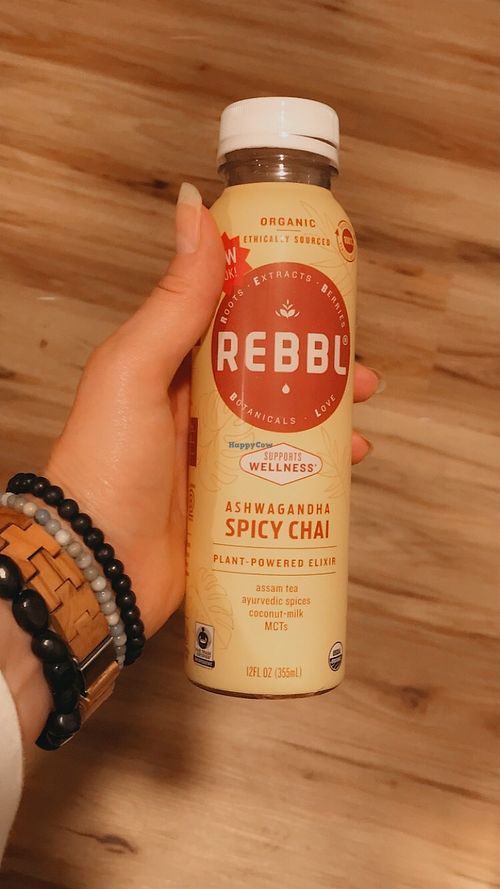 ORGANIC
ETHICALLY SOURCED
ROOTS · EXTRACTS · BERRIES
REBBL®
BOTANICALS · LOVE
HappyCow
SUPPORTS
WELLNESS*
ASHWAGANDHA
SPICY CHAI
PLANT-POWERED ELIXIR
assam tea
ayurvedic spices
coconut-milk
MCTs
12FL OZ (355mL)